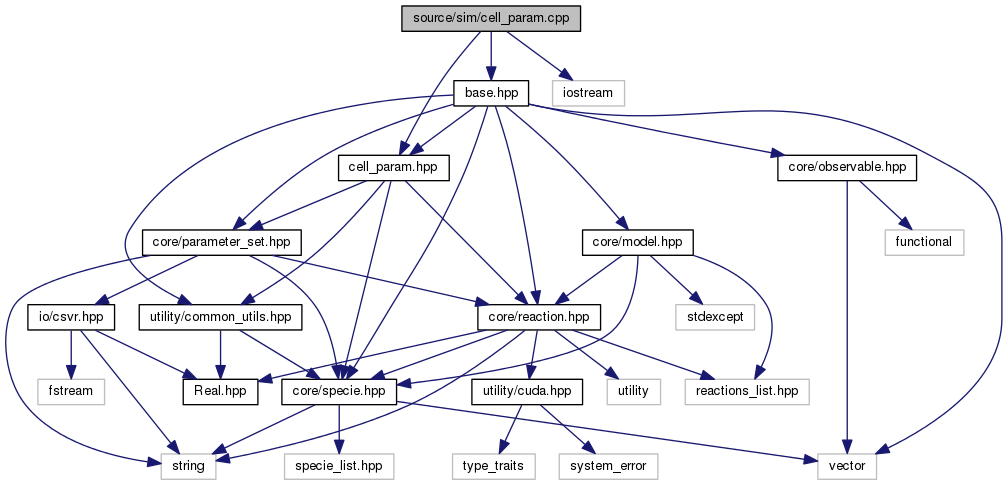 source/sim/cell_param.cpp
base.hpp
iostream
cell_param.hpp
core/observable.hpp
core/parameter_set.hpp
core/model.hpp
functional
io/csvr.hpp
utility/common_utils.hpp
core/reaction.hpp
stdexcept
fstream
Real.hpp
core/specie.hpp
utility/cuda.hpp
utility
reactions_list.hpp
string
specie_list.hpp
type_traits
system_error
vector